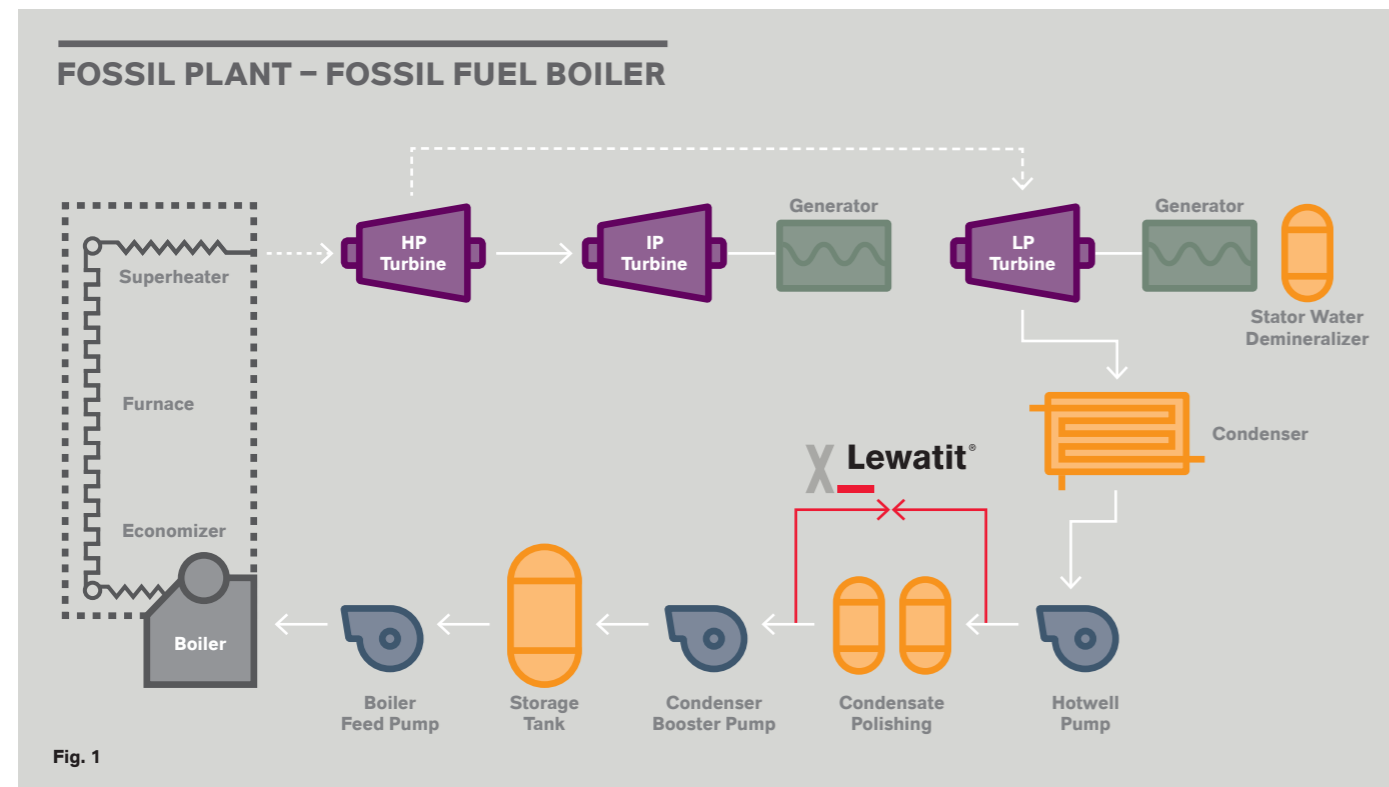 FOSSIL PLANT – FOSSIL FUEL BOILER
Generator
Generator
HP
Turbine
IP
Turbine
LP
Turbine
Superheater
Stator Water
Demineralizer
Furnace
Condenser
X Lewatit®
Economizer
Boiler
Boiler
Feed Pump
Storage
Tank
Condenser
Booster Pump
Condensate
Polishing
Hotwell
Pump
Fig. 1